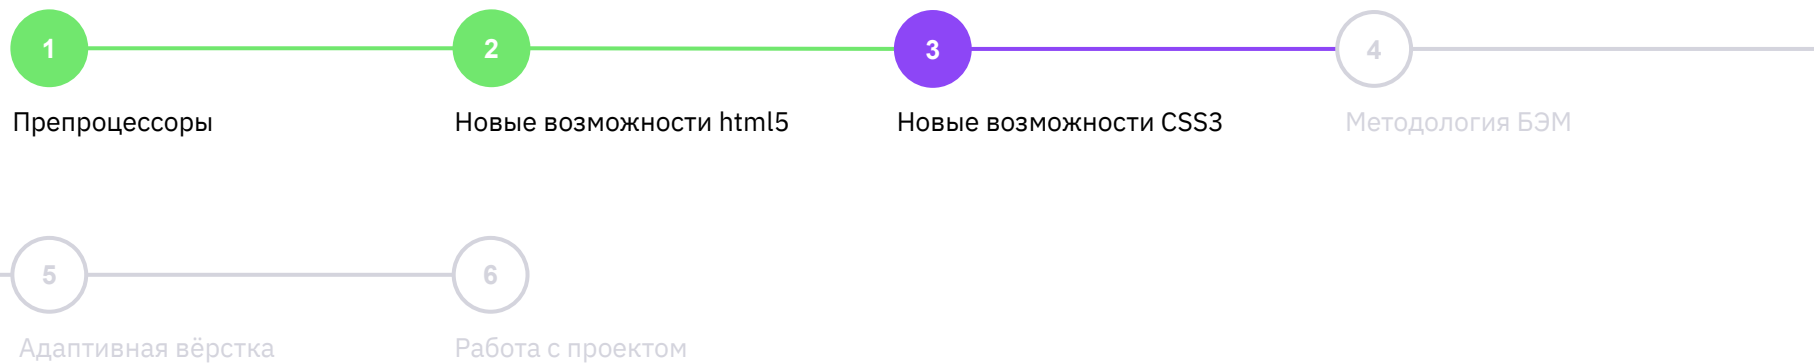 1 2 3 4
Препроцессоры Новые возможности html5 Новые возможности CSS3 Методология БЭМ
5 6
Адаптивная вёрстка Работа с проектом